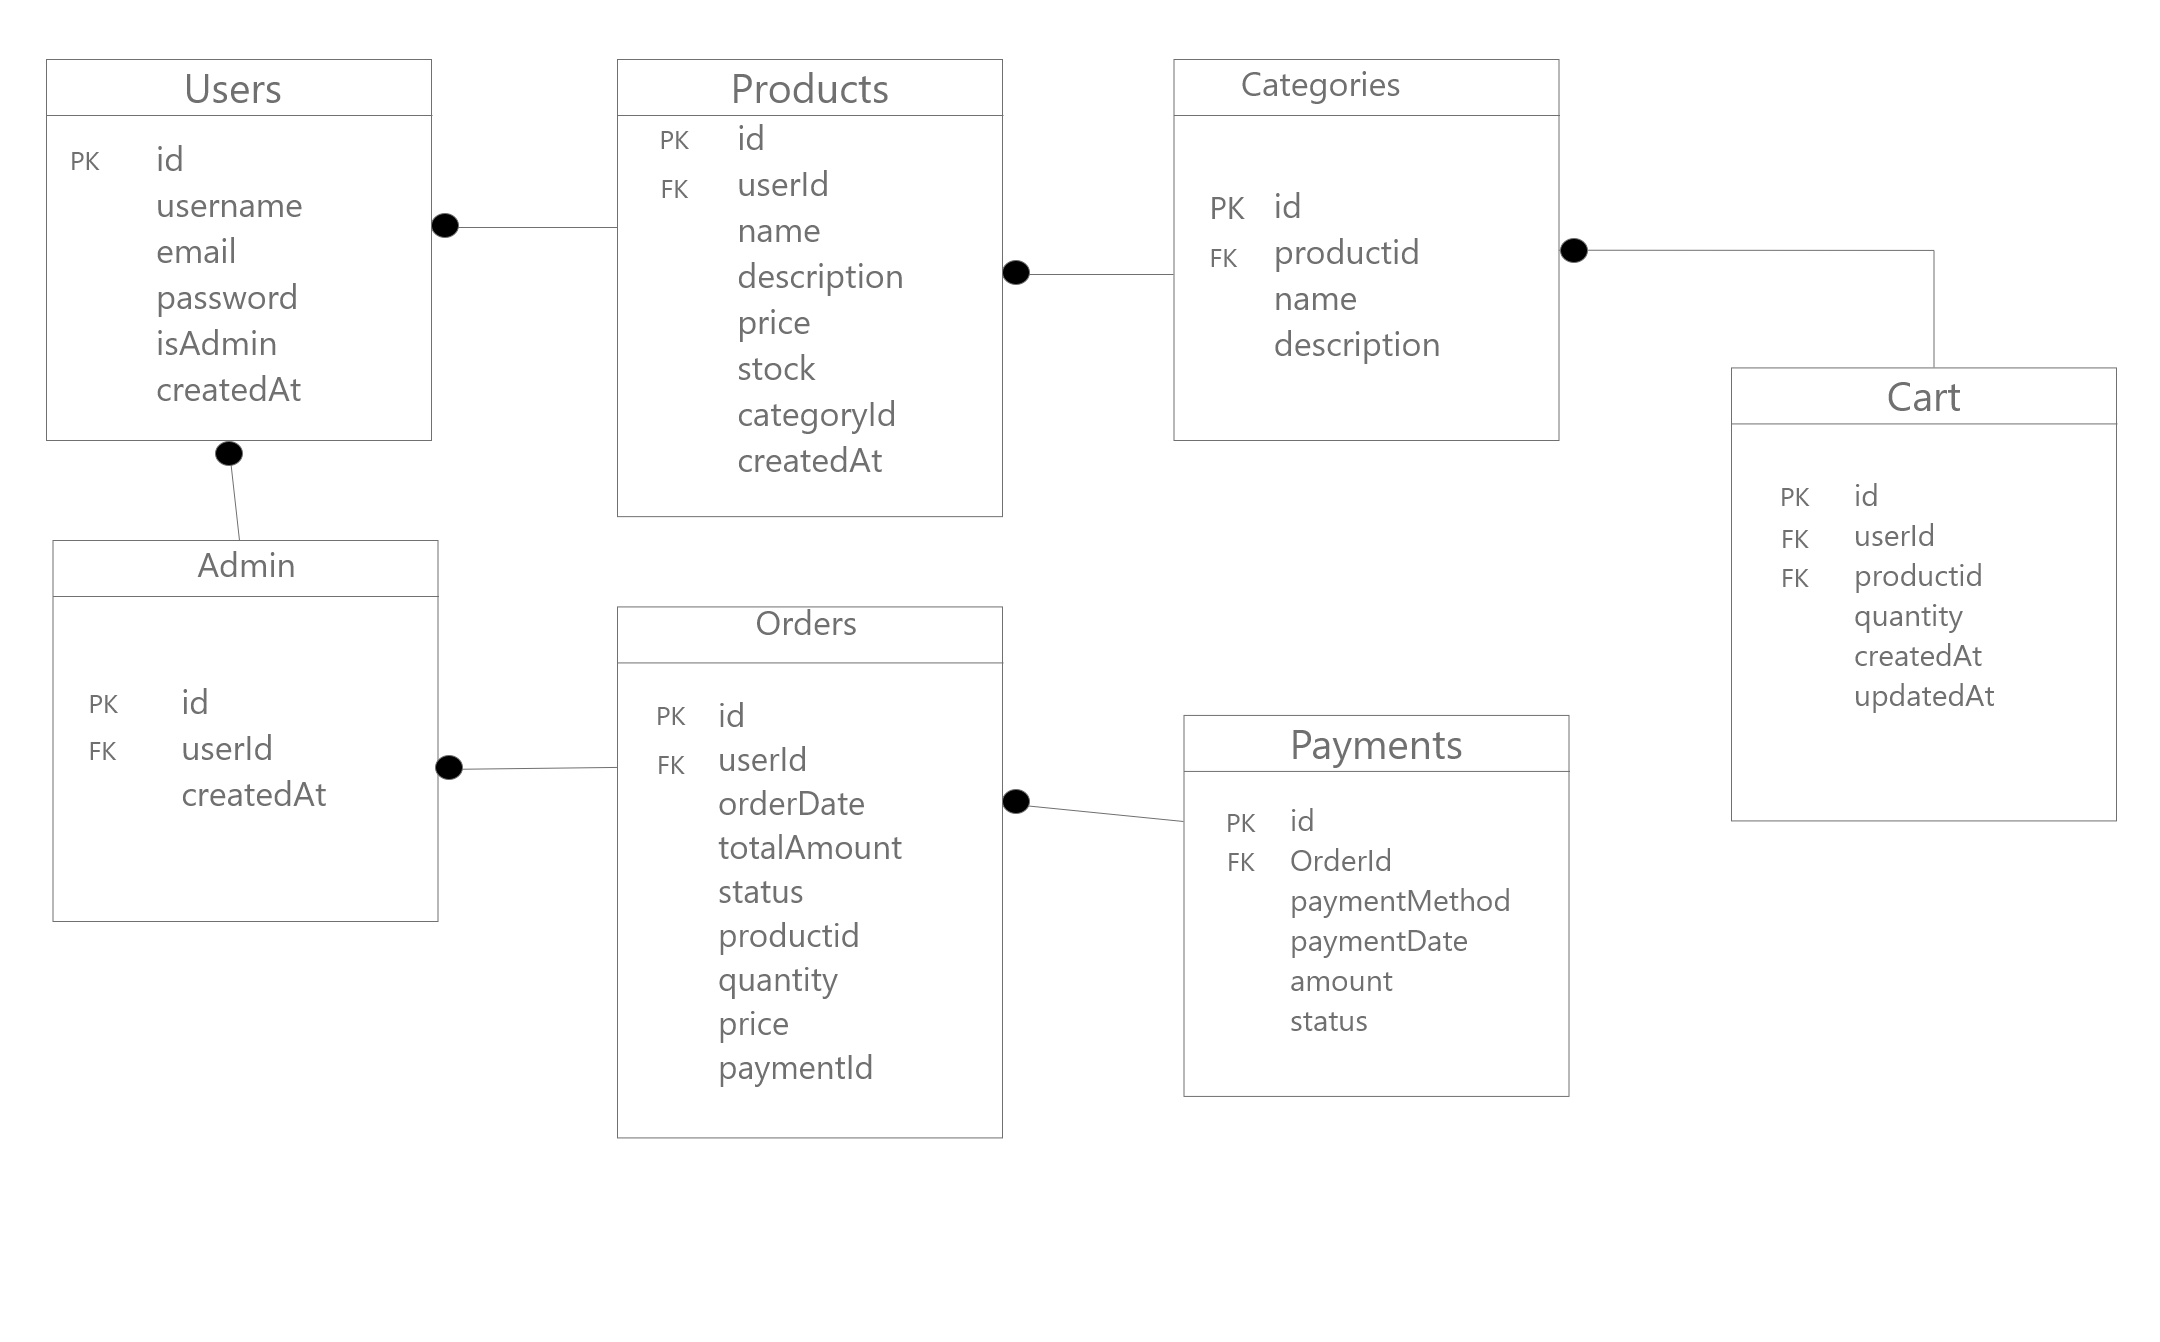 Users
PK id
username
email
password
isAdmin
createdAt
Products
PK id
FK userId
name
description
price
stock
categoryId
createdAt
Categories
PK id
FK productid
name
description
Cart
PK id
FK userId
FK productid
quantity
createdAt
updatedAt
Admin
PK id
FK userId
createdAt
Orders
PK id
FK userId
orderDate
totalAmount
status
productid
quantity
price
paymentId
Payments
PK id
FK OrderId
paymentMethod
paymentDate
amount
status